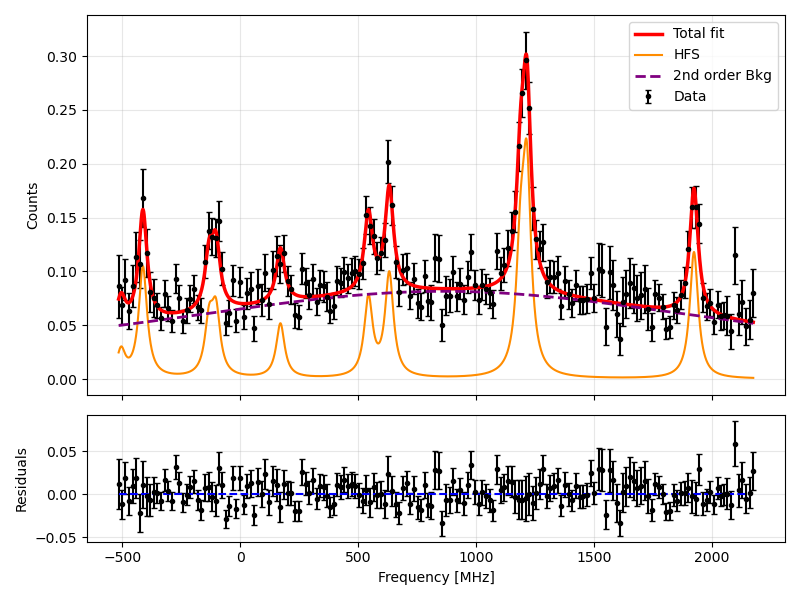 Total fit
HFS
2nd order Bkg
Data
Counts
0.30
0.25
0.20
0.15
0.10
0.05
0.00
Residuals
0.05
0.00
−0.05
−500
0
500
1000
1500
2000
Frequency [MHz]